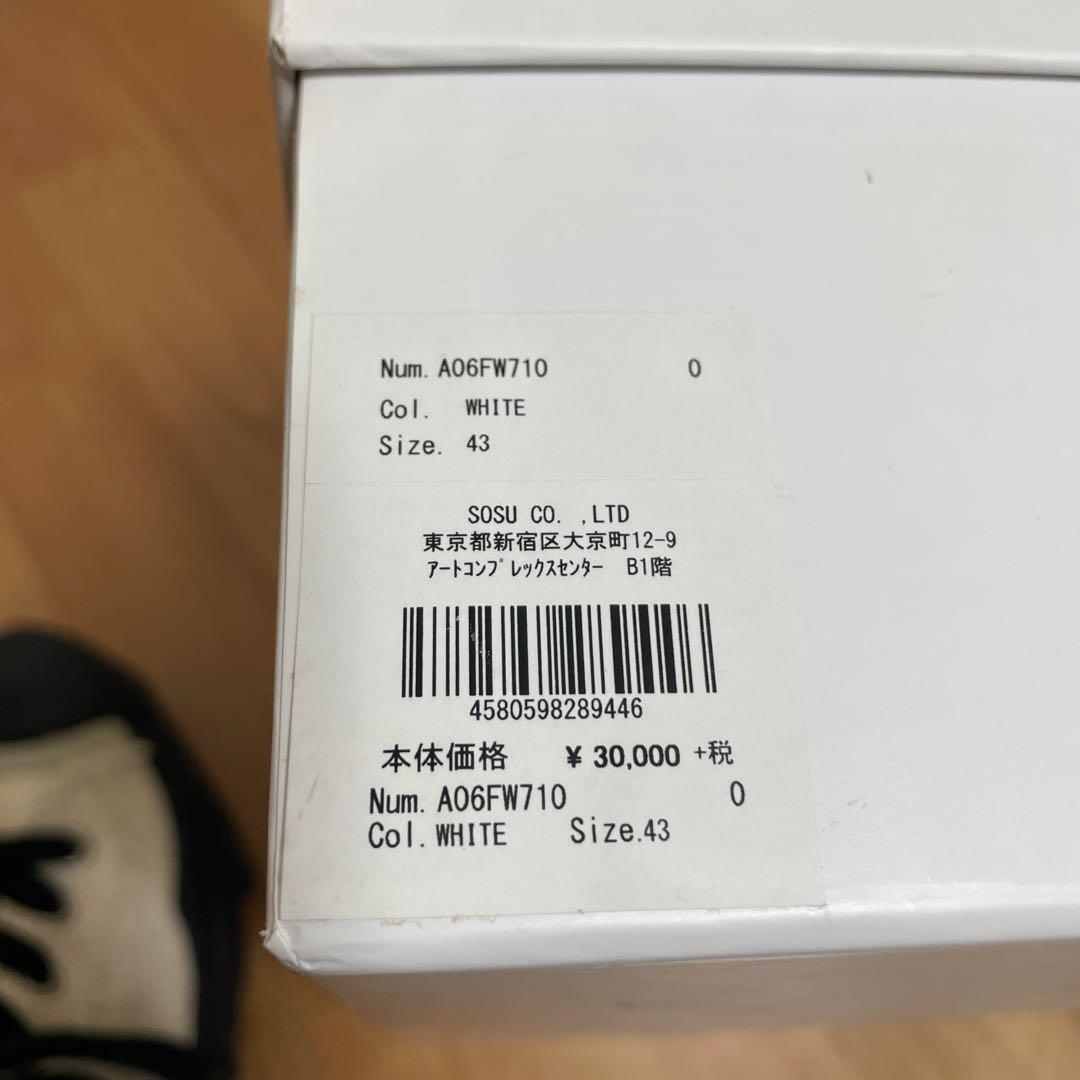 Num. A06FW710 0
Col. WHITE
Size. 43
SOSU CO. ,LTD
東京都新宿区大京町12-9
ｱｰﾄｺﾝﾌﾟﾚｯｸｽｾﾝﾀｰ B1階
4580598289446
本体価格 ¥ 30,000 +税
Num. A06FW710 0
Col. WHITE Size.43